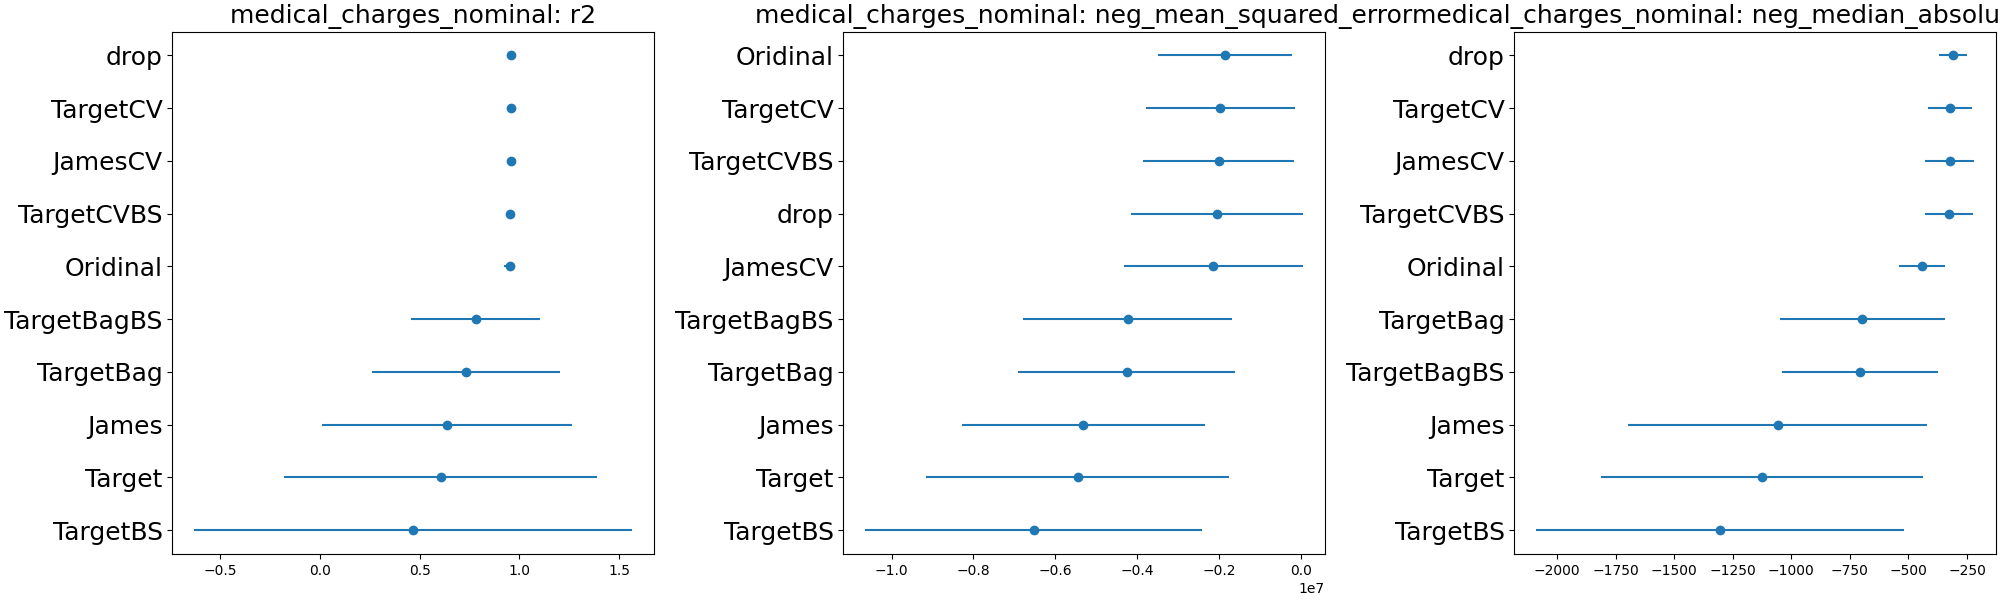 medical_charges_nominal: r2
drop
TargetCV
JamesCV
TargetCVBS
Oridinal
TargetBagBS
TargetBag
James
Target
TargetBS
−0.5 0.0 0.5 1.0 1.5
medical_charges_nominal: neg_mean_squared_error
Oridinal
TargetCV
TargetCVBS
drop
JamesCV
TargetBagBS
TargetBag
James
Target
TargetBS
−1.0 −0.8 −0.6 −0.4 −0.2 0.0
1e7
medical_charges_nominal: neg_median_absolu
drop
TargetCV
JamesCV
TargetCVBS
Oridinal
TargetBag
TargetBagBS
James
Target
TargetBS
−2000 −1750 −1500 −1250 −1000 −750 −500 −250